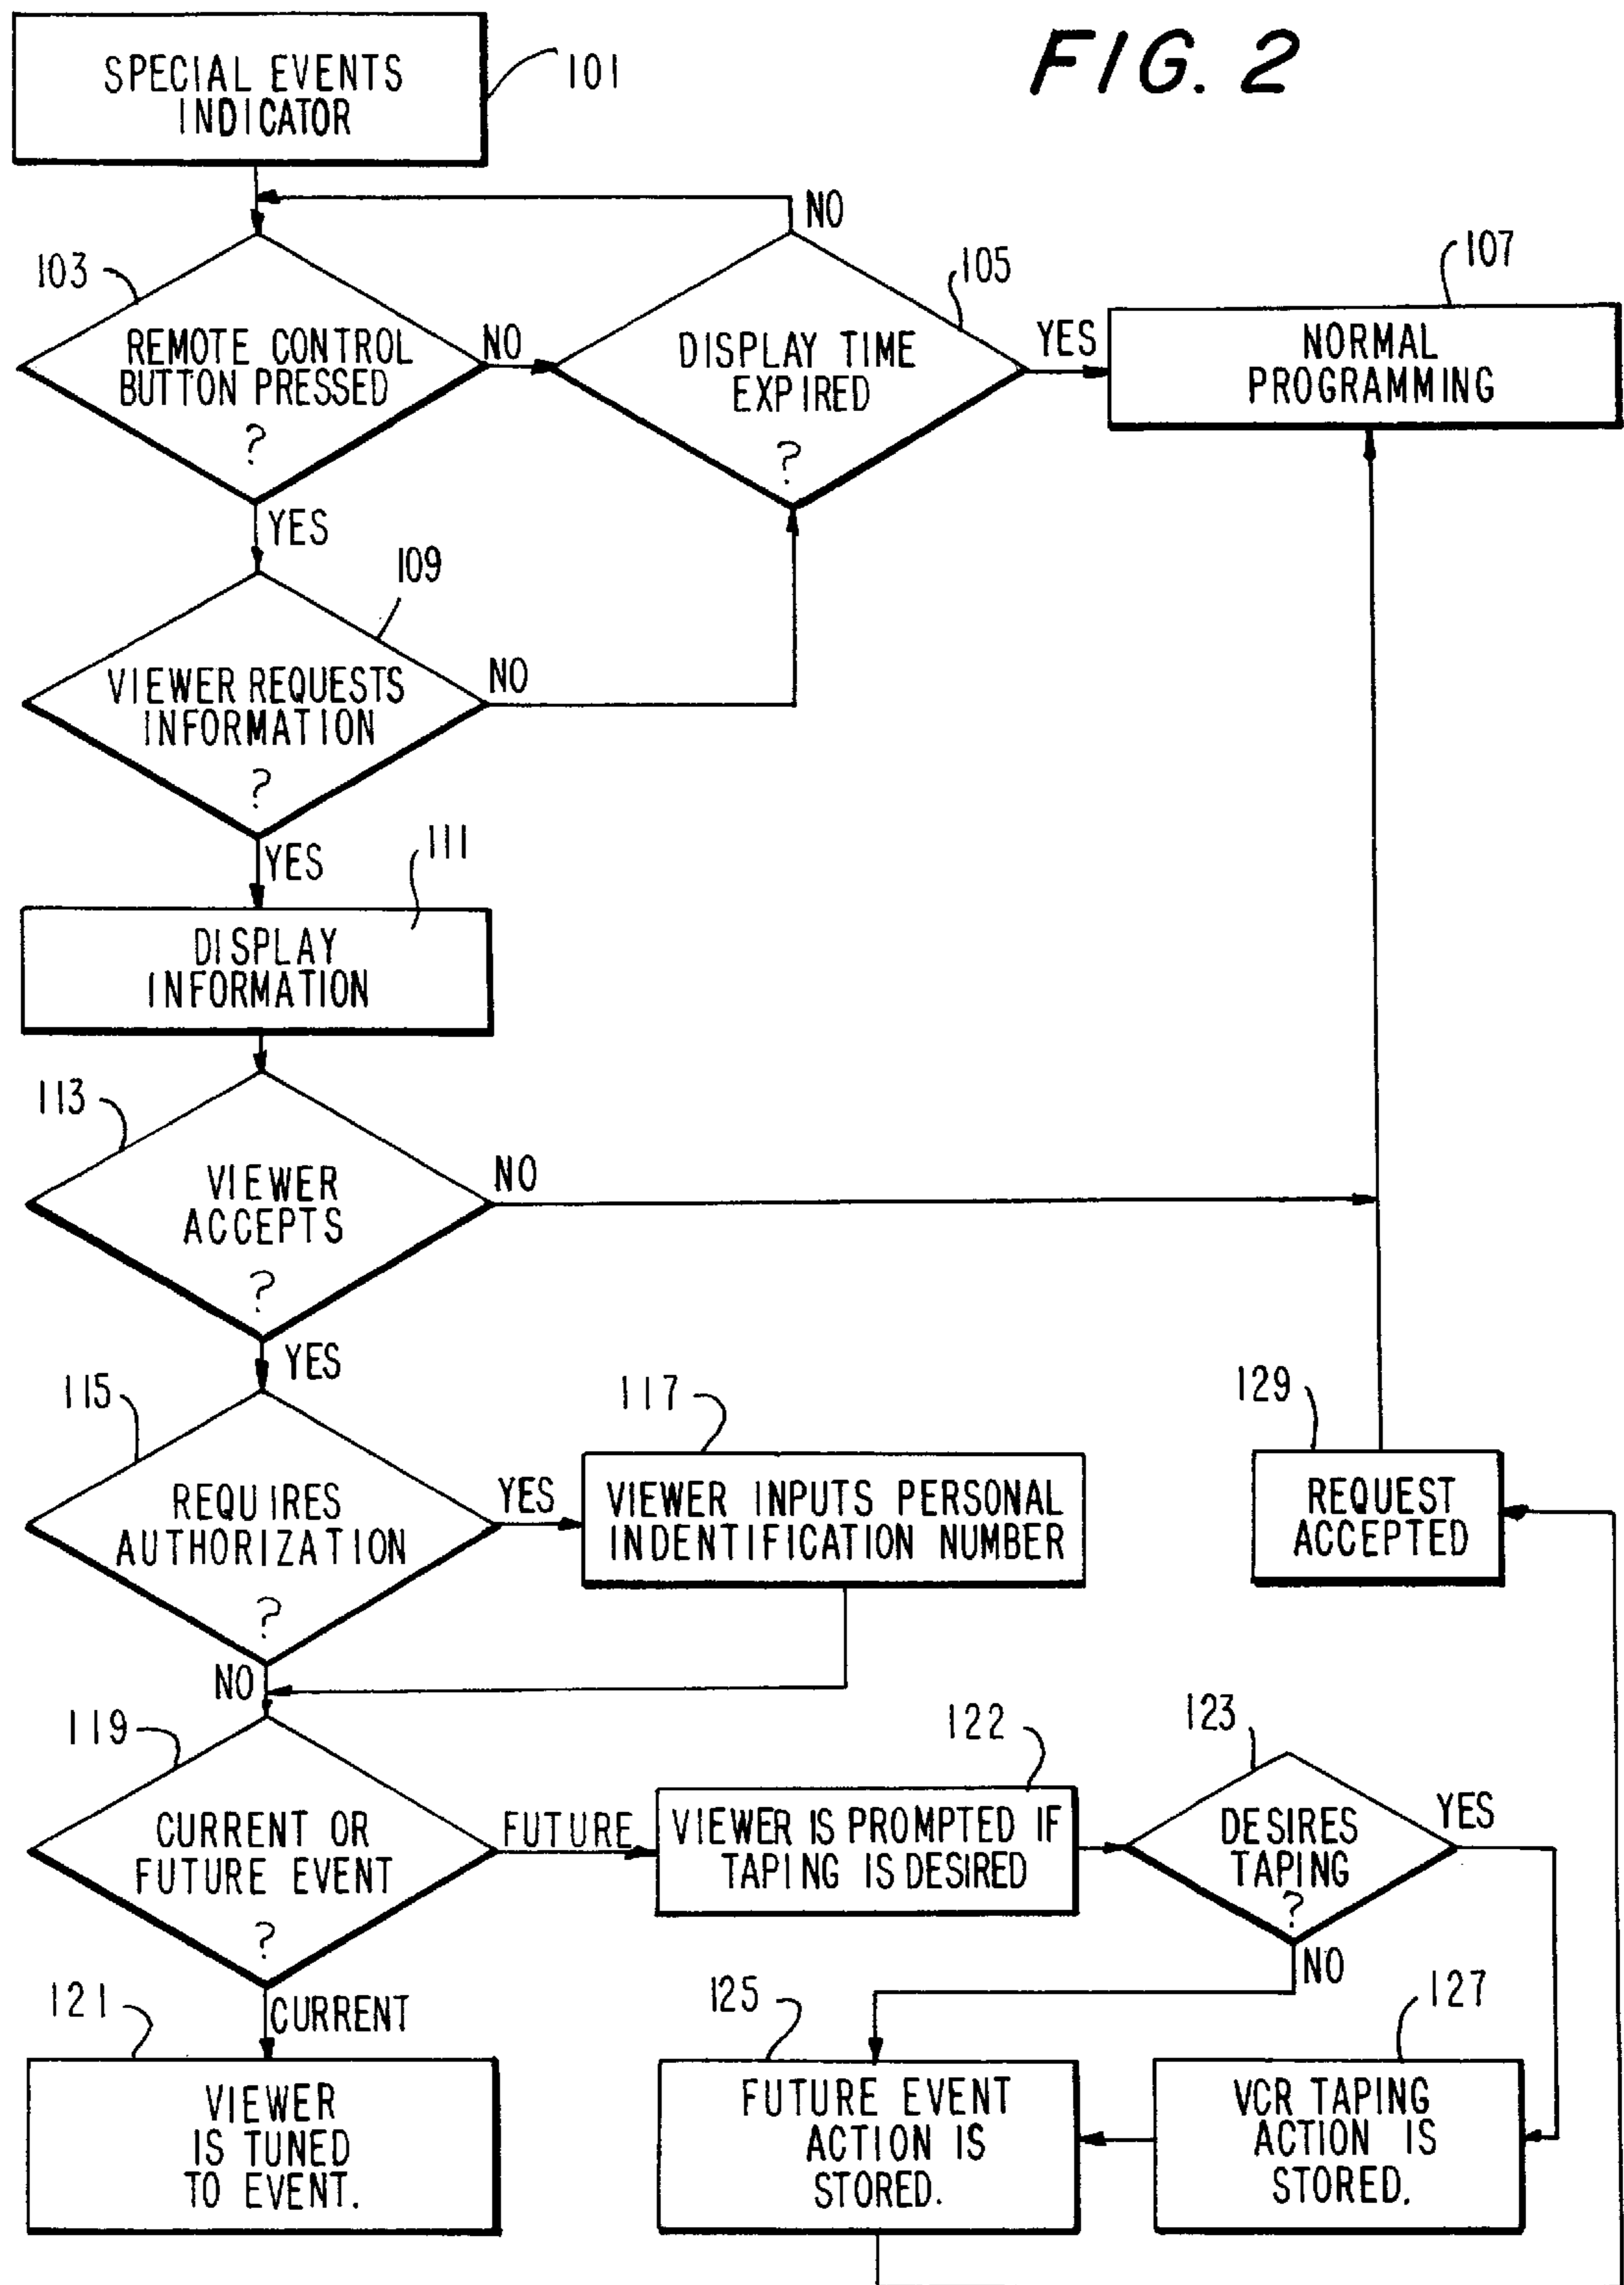 FIG. 2
SPECIAL EVENTS
INDICATOR
101
NO
103
REMOTE CONTROL
BUTTON PRESSED
?
NO
105
DISPLAY TIME
EXPIRED
?
YES
107
NORMAL
PROGRAMMING
YES
109
VIEWER REQUESTS
INFORMATION
?
NO
YES
111
DISPLAY
INFORMATION
113
VIEWER
ACCEPTS
?
NO
YES
115
REQUIRES
AUTHORIZATION
?
YES
117
VIEWER INPUTS PERSONAL
INDENTIFICATION NUMBER
129
REQUEST
ACCEPTED
NO
119
CURRENT OR
FUTURE EVENT
?
FUTURE
122
VIEWER IS PROMPTED IF
TAPING IS DESIRED
123
DESIRES
TAPING
?
YES
NO
CURRENT
121
VIEWER
IS TUNED
TO EVENT.
125
FUTURE EVENT
ACTION IS
STORED.
127
VCR TAPING
ACTION IS
STORED.